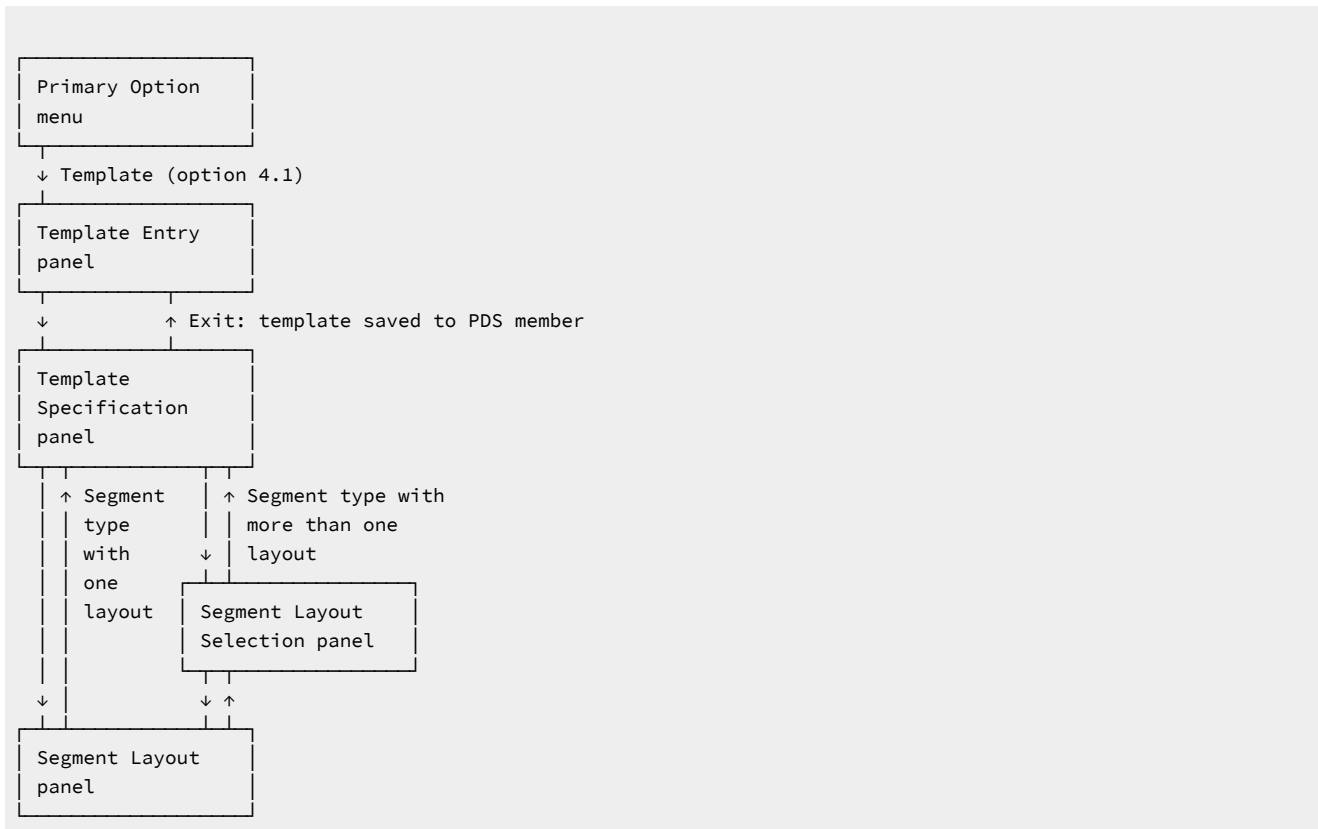 Primary Option
menu
↓ Template (option 4.1)
Template Entry
panel
↓ ↑ Exit: template saved to PDS member
Template
Specification
panel
↑ Segment ↑ Segment type with
type more than one
with ↓ layout
one
layout Segment Layout
Selection panel
↓ ↓ ↑
Segment Layout
panel